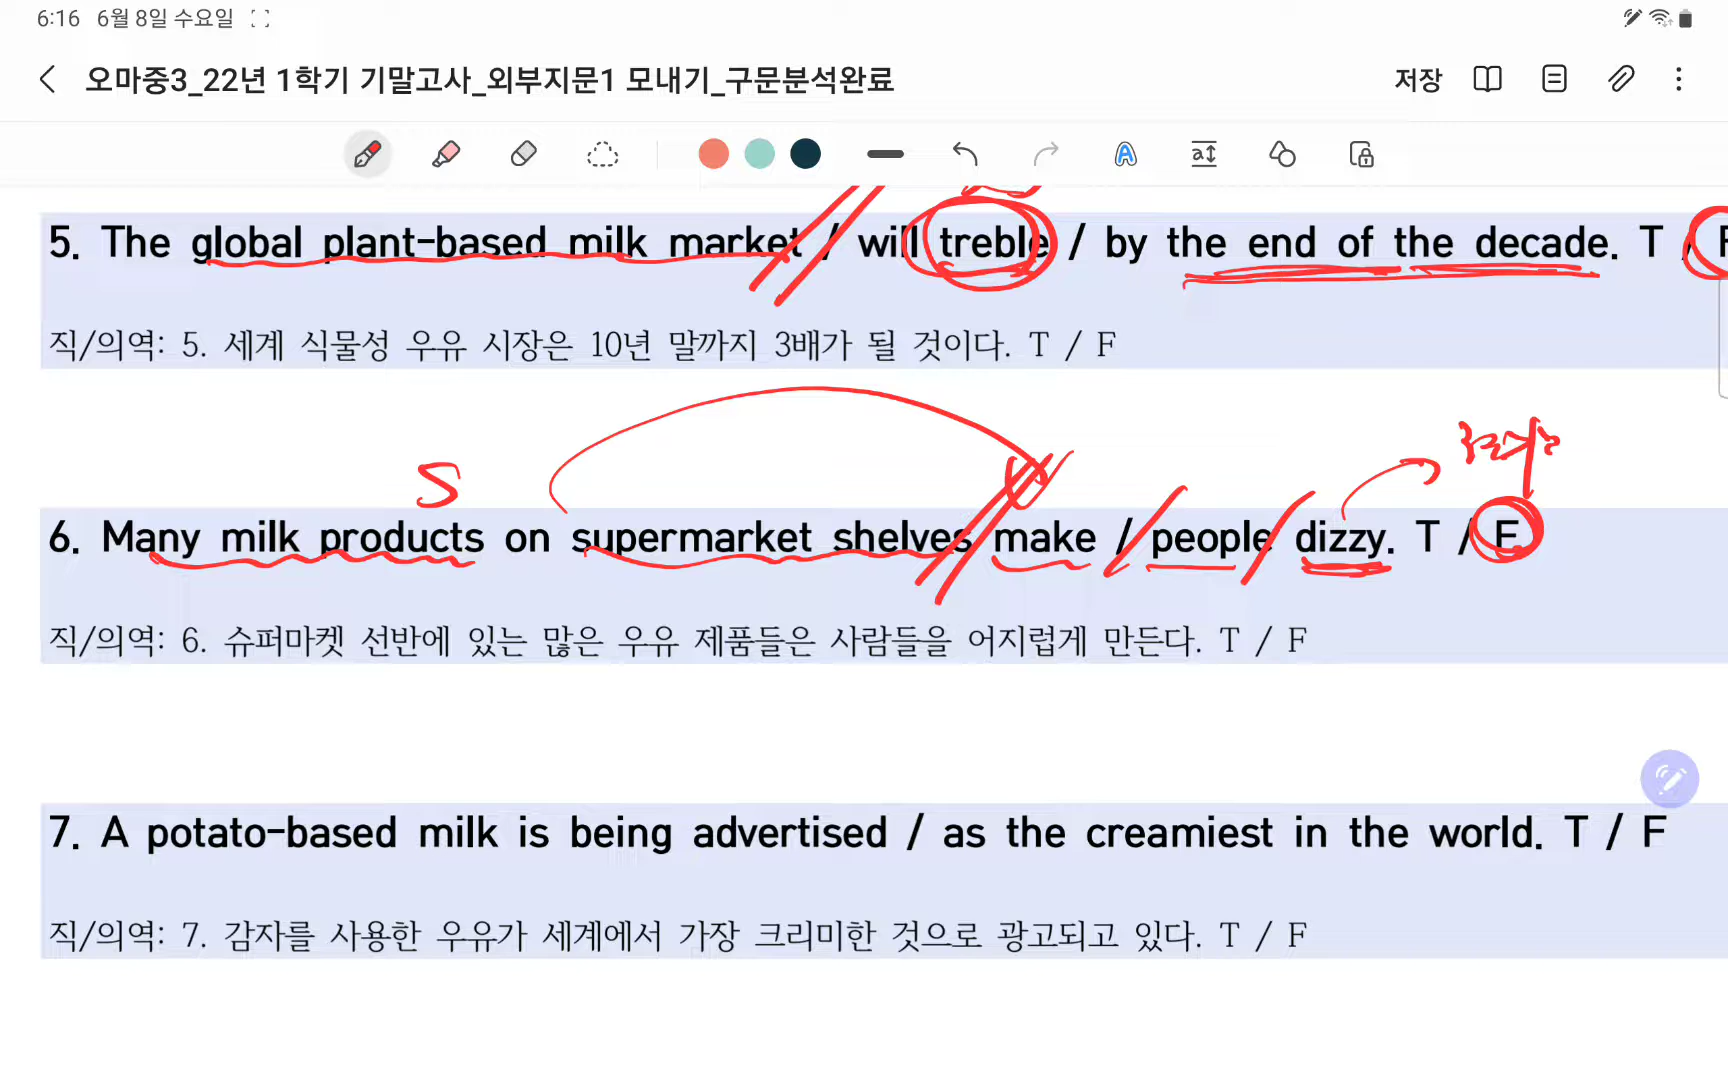 6:16 6월 8일 수요일
오마중3_22년 1학기 기말고사_외부지문1 모내기_구문분석완료 저장
5. The global plant-based milk market / will treble / by the end of the decade. T / F
직/의역: 5. 세계 식물성 우유 시장은 10년 말까지 3배가 될 것이다. T / F
S
6. Many milk products on supermarket shelves make / people / dizzy. T / F
직/의역: 6. 슈퍼마켓 선반에 있는 많은 우유 제품들은 사람들을 어지럽게 만든다. T / F
7. A potato-based milk is being advertised / as the creamiest in the world. T / F
직/의역: 7. 감자를 사용한 우유가 세계에서 가장 크리미한 것으로 광고되고 있다. T / F